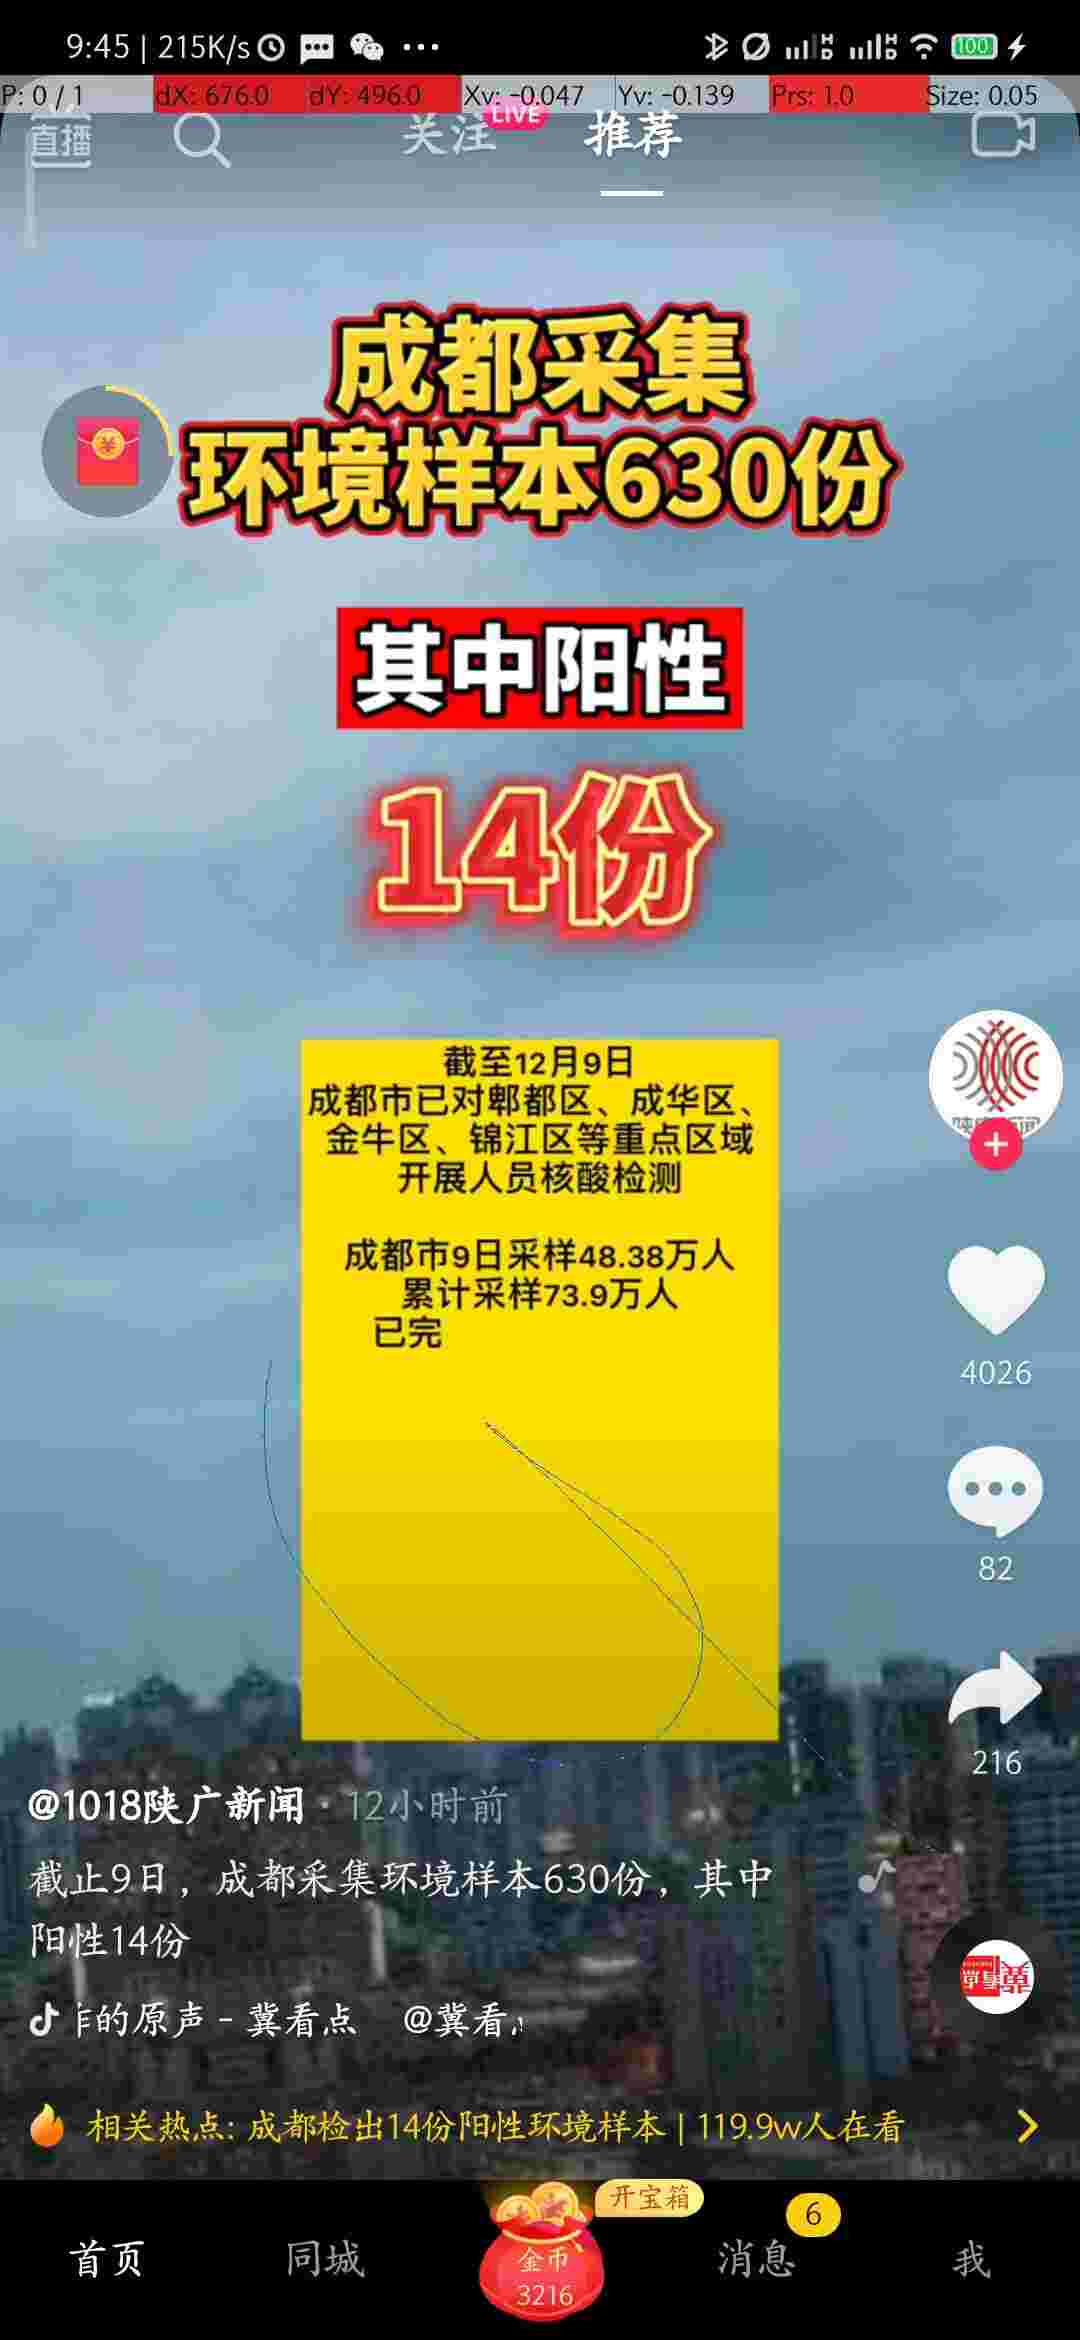 9:45 | 215K/s
100
P: 0 / 1
dX: 676.0
dY: 496.0
Xv: -0.047
Yv: -0.139
Prs: 1.0
Size: 0.05
直播
关注
LIVE
推荐
成都采集
环境样本630份
其中阳性
14份
截至12月9日
成都市已对郫都区、成华区、
金牛区、锦江区等重点区域
开展人员核酸检测
成都市9日采样48.38万人
累计采样73.9万人
已完
4026
82
216
@1018陕广新闻 · 12小时前
截止9日，成都采集环境样本630份，其中
阳性14份
的原声 - 冀看点 @冀看
相关热点: 成都检出14份阳性环境样本 | 119.9w人在看
首页
同城
开宝箱
金币
3216
消息
6
我